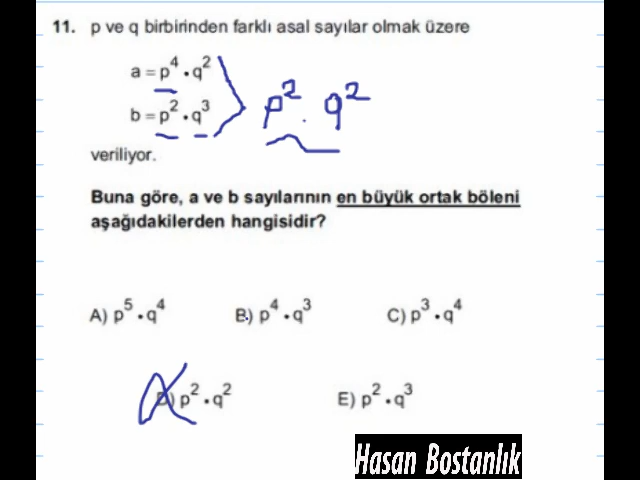 11. p ve q birbirinden farklı asal sayılar olmak üzere
a = p⁴ . q²
b = p² . q³
p² . q²
veriliyor.
Buna göre, a ve b sayılarının en büyük ortak böleni
aşağıdakilerden hangisidir?
A) p⁵ . q⁴ B) p⁴ . q³ C) p³ . q⁴
D) p² . q² E) p² . q³
Hasan Bostanlık